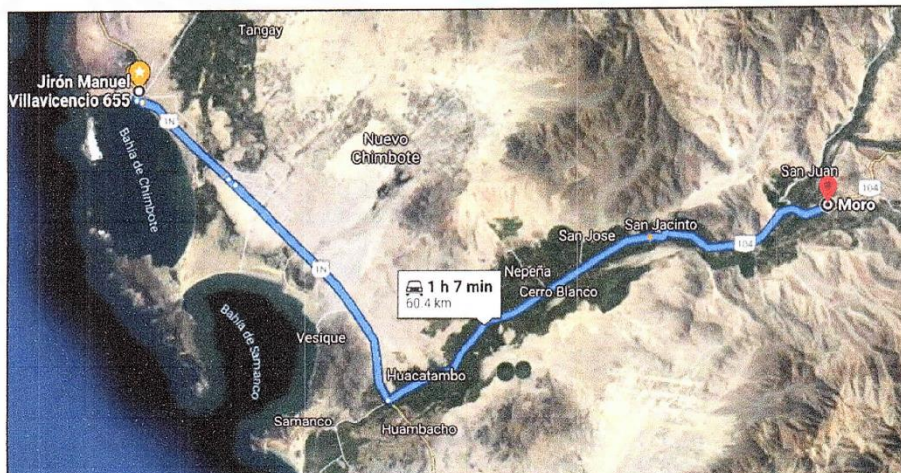 Tangay
Jirón Manuel
Villavicencio 655
1N
Bahía de Chimbote
Nuevo
Chimbote
San Juan
104
Moro
San Jacinto
San Jose
104
1N
Nepeña
1 h 7 min
Cerro Blanco
60.4 km
Bahía de Samanco
Vesique
Huacatambo
Samanco
Huambacho